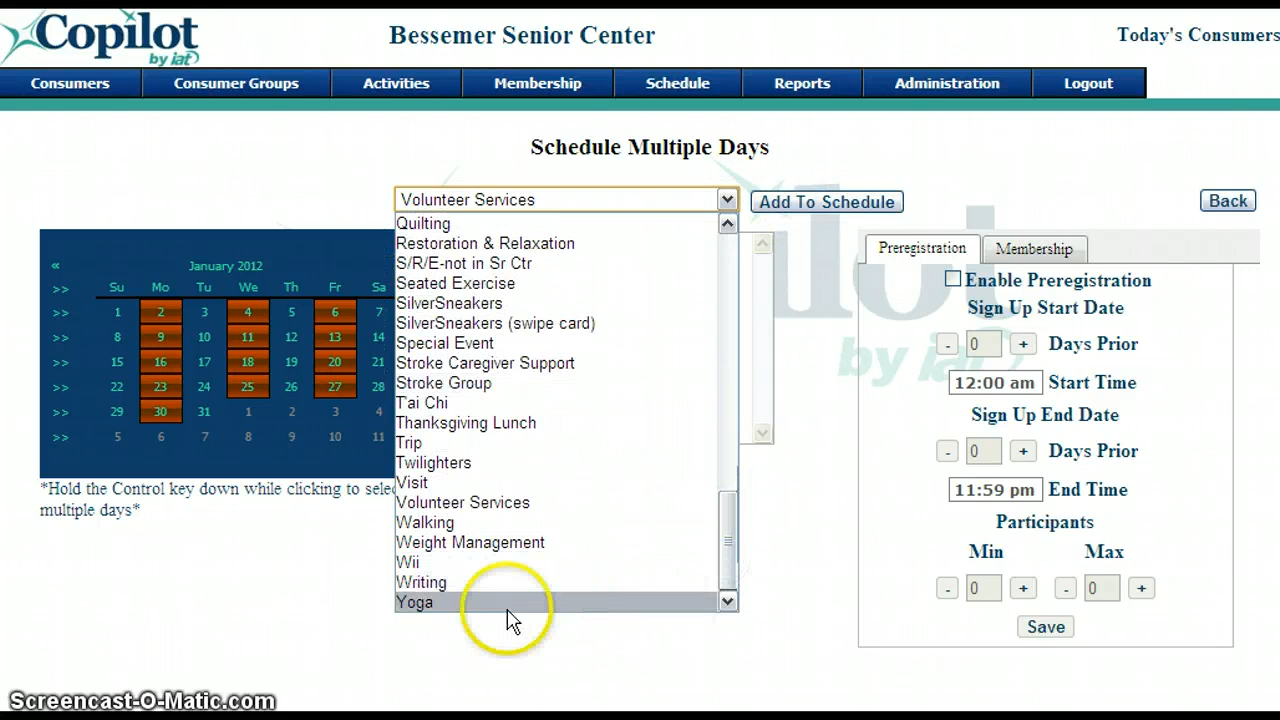 Copilot
by iat
Bessemer Senior Center
Today's Consumers
Consumers
Consumer Groups
Activities
Membership
Schedule
Reports
Administration
Logout
Schedule Multiple Days
Volunteer Services
Add To Schedule
Back
Quilting
Restoration & Relaxation
S/R/E-not in Sr Ctr
Seated Exercise
SilverSneakers
SilverSneakers (swipe card)
Special Event
Stroke Caregiver Support
Stroke Group
T'ai Chi
Thanksgiving Lunch
Trip
Twilighters
Visit
Volunteer Services
Walking
Weight Management
Wii
Writing
Yoga
« January 2012
>> Su Mo Tu We Th Fr Sa
>> 1 2 3 4 5 6 7
>> 8 9 10 11 12 13 14
>> 15 16 17 18 19 20 21
>> 22 23 24 25 26 27 28
>> 29 30 31 1 2 3 4
>> 5 6 7 8 9 10 11
*Hold the Control key down while clicking to selec
multiple days*
Preregistration
Membership
Enable Preregistration
Sign Up Start Date
- 0 + Days Prior
12:00 am Start Time
Sign Up End Date
- 0 + Days Prior
11:59 pm End Time
Participants
Min Max
- 0 + - 0 +
Save
ilot
by iat
Screencast-O-Matic.com